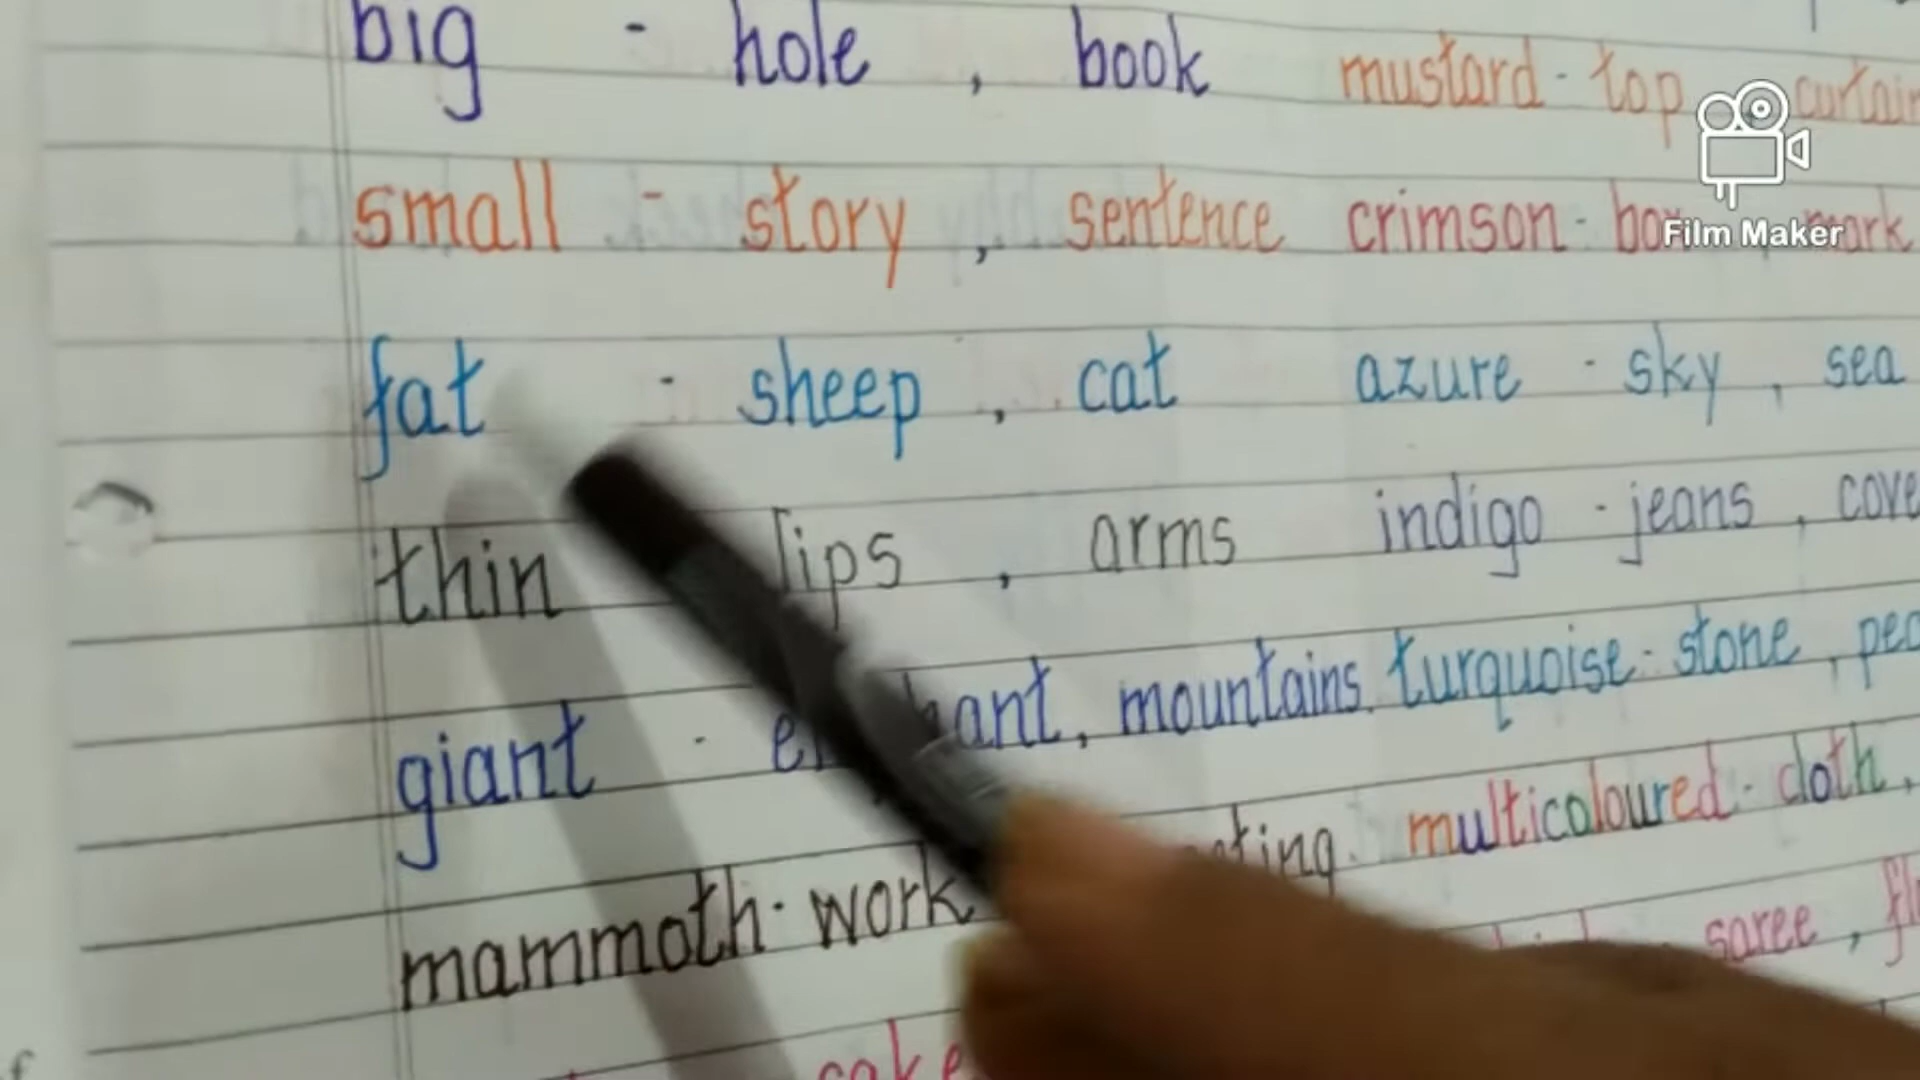 big - hole , book mustard - top
small - story , sentence crimson -
fat - sheep , cat azure - sky , sea
thin lips , arms indigo - jeans ,
giant - mountains. turquoise - stone ,
mammoth - work multicoloured - cloth ,
saree ,
cake
Film Maker